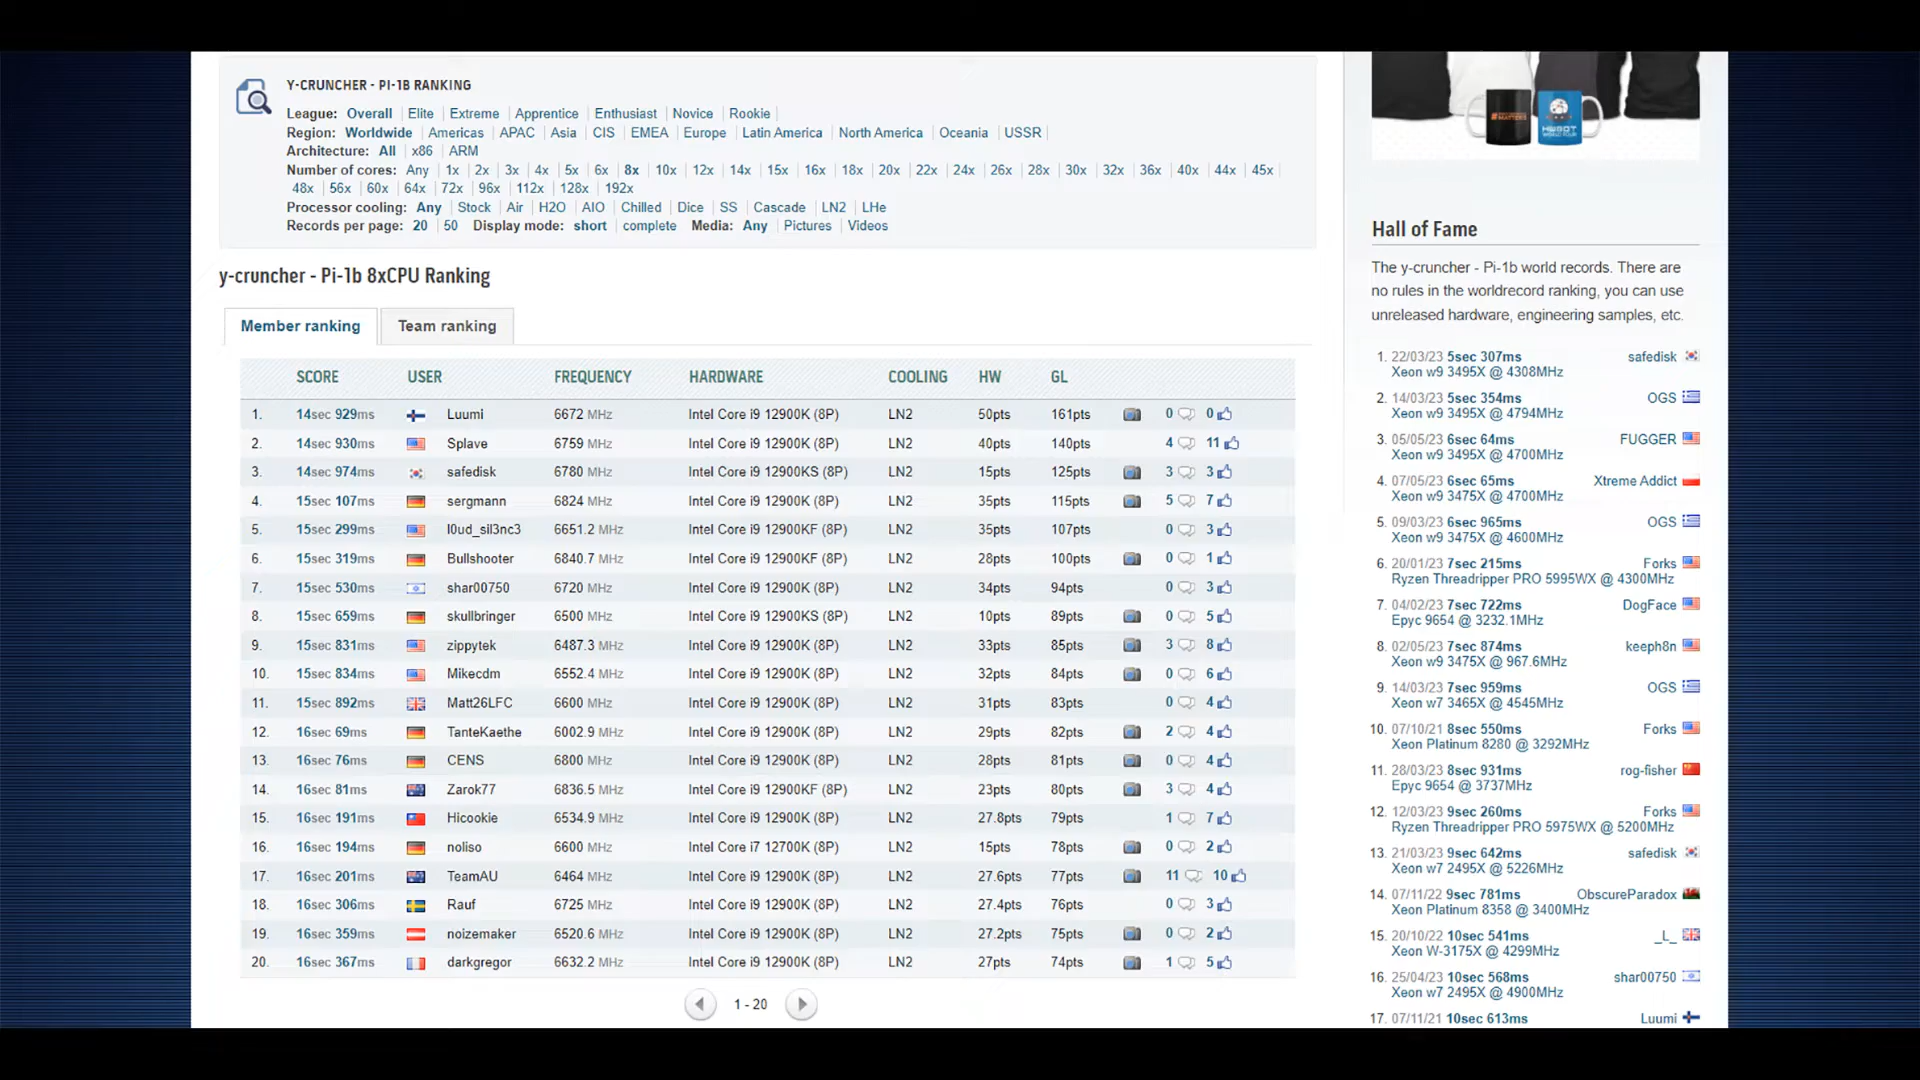 Y-CRUNCHER - PI-1B RANKING
League: Overall | Elite | Extreme | Apprentice | Enthusiast | Novice | Rookie |
Region: Worldwide | Americas | APAC | Asia | CIS | EMEA | Europe | Latin America | North America | Oceania | USSR |
Architecture: All | x86 | ARM
Number of cores: Any | 1x | 2x | 3x | 4x | 5x | 6x | 8x | 10x | 12x | 14x | 15x | 16x | 18x | 20x | 22x | 24x | 26x | 28x | 30x | 32x | 36x | 40x | 44x | 45x |
48x | 56x | 60x | 64x | 72x | 96x | 112x | 128x | 192x
Processor cooling: Any | Stock | Air | H2O | AIO | Chilled | Dice | SS | Cascade | LN2 | LHe
Records per page: 20 | 50 Display mode: short | complete Media: Any | Pictures | Videos
y-cruncher - Pi-1b 8xCPU Ranking
Member ranking Team ranking
SCORE USER FREQUENCY HARDWARE COOLING HW GL
1. 14sec 929ms Luumi 6672 MHz Intel Core i9 12900K (8P) LN2 50pts 161pts 0 0
2. 14sec 930ms Splave 6759 MHz Intel Core i9 12900K (8P) LN2 40pts 140pts 4 11
3. 14sec 974ms safedisk 6780 MHz Intel Core i9 12900KS (8P) LN2 15pts 125pts 3 3
4. 15sec 107ms sergmann 6824 MHz Intel Core i9 12900K (8P) LN2 35pts 115pts 5 7
5. 15sec 299ms l0ud_sil3nc3 6651.2 MHz Intel Core i9 12900KF (8P) LN2 35pts 107pts 0 3
6. 15sec 319ms Bullshooter 6840.7 MHz Intel Core i9 12900KF (8P) LN2 28pts 100pts 0 1
7. 15sec 530ms shar00750 6720 MHz Intel Core i9 12900K (8P) LN2 34pts 94pts 0 3
8. 15sec 659ms skullbringer 6500 MHz Intel Core i9 12900KS (8P) LN2 10pts 89pts 0 5
9. 15sec 831ms zippytek 6487.3 MHz Intel Core i9 12900K (8P) LN2 33pts 85pts 3 8
10. 15sec 834ms Mikecdm 6552.4 MHz Intel Core i9 12900K (8P) LN2 32pts 84pts 0 6
11. 15sec 892ms Matt26LFC 6600 MHz Intel Core i9 12900K (8P) LN2 31pts 83pts 0 4
12. 16sec 69ms TanteKaethe 6002.9 MHz Intel Core i9 12900K (8P) LN2 29pts 82pts 2 4
13. 16sec 76ms CENS 6800 MHz Intel Core i9 12900K (8P) LN2 28pts 81pts 0 4
14. 16sec 81ms Zarok77 6836.5 MHz Intel Core i9 12900KF (8P) LN2 23pts 80pts 3 4
15. 16sec 191ms Hicookie 6534.9 MHz Intel Core i9 12900K (8P) LN2 27.8pts 79pts 1 7
16. 16sec 194ms noliso 6600 MHz Intel Core i7 12700K (8P) LN2 15pts 78pts 0 2
17. 16sec 201ms TeamAU 6464 MHz Intel Core i9 12900K (8P) LN2 27.6pts 77pts 11 10
18. 16sec 306ms Rauf 6725 MHz Intel Core i9 12900K (8P) LN2 27.4pts 76pts 0 3
19. 16sec 359ms noizemaker 6520.6 MHz Intel Core i9 12900K (8P) LN2 27.2pts 75pts 0 2
20. 16sec 367ms darkgregor 6632.2 MHz Intel Core i9 12900K (8P) LN2 27pts 74pts 1 5
1 - 20
HWBOT
WORLD TOUR
Hall of Fame
The y-cruncher - Pi-1b world records. There are
no rules in the worldrecord ranking, you can use
unreleased hardware, engineering samples, etc.
1. 22/03/23 5sec 307ms safedisk
Xeon w9 3495X @ 4308MHz
2. 14/03/23 5sec 354ms OGS
Xeon w9 3495X @ 4794MHz
3. 05/05/23 6sec 64ms FUGGER
Xeon w9 3495X @ 4700MHz
4. 07/05/23 6sec 65ms Xtreme Addict
Xeon w9 3475X @ 4700MHz
5. 09/03/23 6sec 965ms OGS
Xeon w9 3475X @ 4600MHz
6. 20/01/23 7sec 215ms Forks
Ryzen Threadripper PRO 5995WX @ 4300MHz
7. 04/02/23 7sec 722ms DogFace
Epyc 9654 @ 3232.1MHz
8. 02/05/23 7sec 874ms keeph8n
Xeon w9 3475X @ 967.6MHz
9. 14/03/23 7sec 959ms OGS
Xeon w7 3465X @ 4545MHz
10. 07/10/21 8sec 550ms Forks
Xeon Platinum 8280 @ 3292MHz
11. 28/03/23 8sec 931ms rog-fisher
Epyc 9654 @ 3737MHz
12. 12/03/23 9sec 260ms Forks
Ryzen Threadripper PRO 5975WX @ 5200MHz
13. 21/03/23 9sec 642ms safedisk
Xeon w7 2495X @ 5226MHz
14. 07/11/22 9sec 781ms ObscureParadox
Xeon Platinum 8358 @ 3400MHz
15. 20/10/22 10sec 541ms _L_
Xeon W-3175X @ 4299MHz
16. 25/04/23 10sec 568ms shar00750
Xeon w7 2495X @ 4900MHz
17. 07/11/21 10sec 613ms Luumi